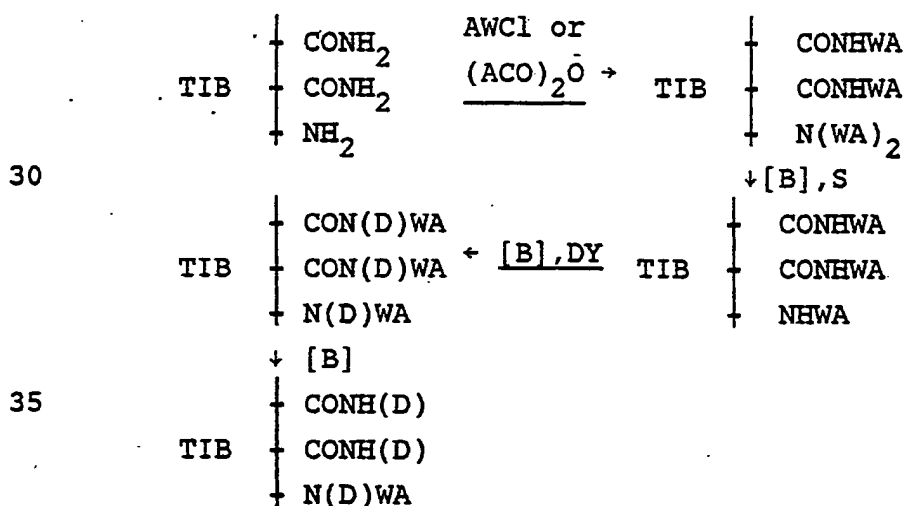 CONH2 AWCl or CONHWA
TIB CONH2 (ACO)2Ō → TIB CONHWA
NH2 N(WA)2
30 ↓[B],S
CON(D)WA CONHWA
TIB CON(D)WA ← [B],DY TIB CONHWA
N(D)WA NHWA
↓ [B]
35 CONH(D)
TIB CONH(D)
N(D)WA